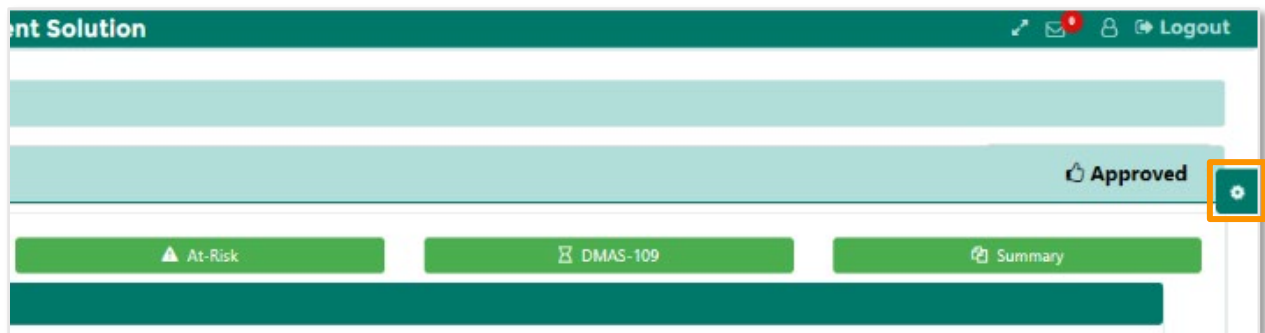 ent Solution
Logout
Approved
At-Risk
DMAS-109
Summary